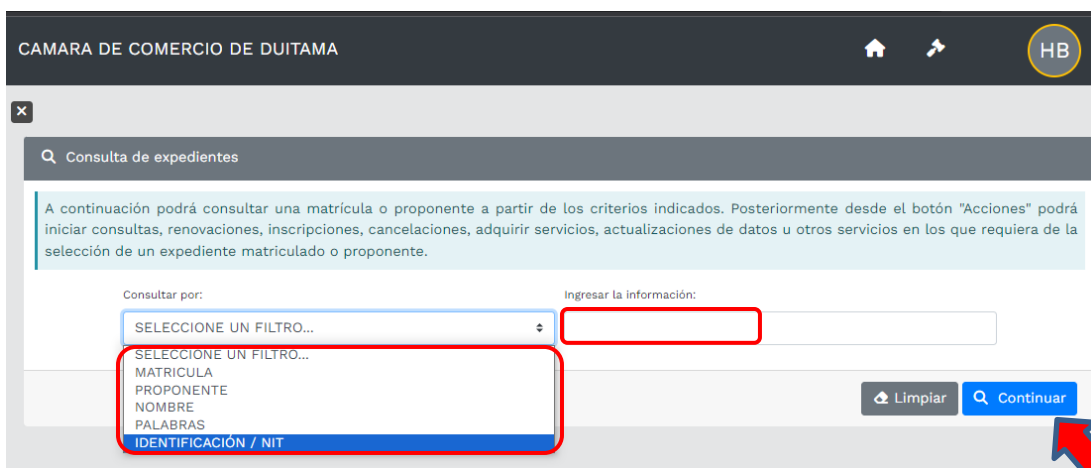 CAMARA DE COMERCIO DE DUITAMA
HB
Consulta de expedientes
A continuación podrá consultar una matrícula o proponente a partir de los criterios indicados. Posteriormente desde el botón "Acciones" podrá
iniciar consultas, renovaciones, inscripciones, cancelaciones, adquirir servicios, actualizaciones de datos u otros servicios en los que requiera de la
selección de un expediente matriculado o proponente.
Consultar por:
Ingresar la información:
SELECCIONE UN FILTRO...
SELECCIONE UN FILTRO...
MATRICULA
PROPONENTE
NOMBRE
PALABRAS
IDENTIFICACIÓN / NIT
Limpiar
Continuar